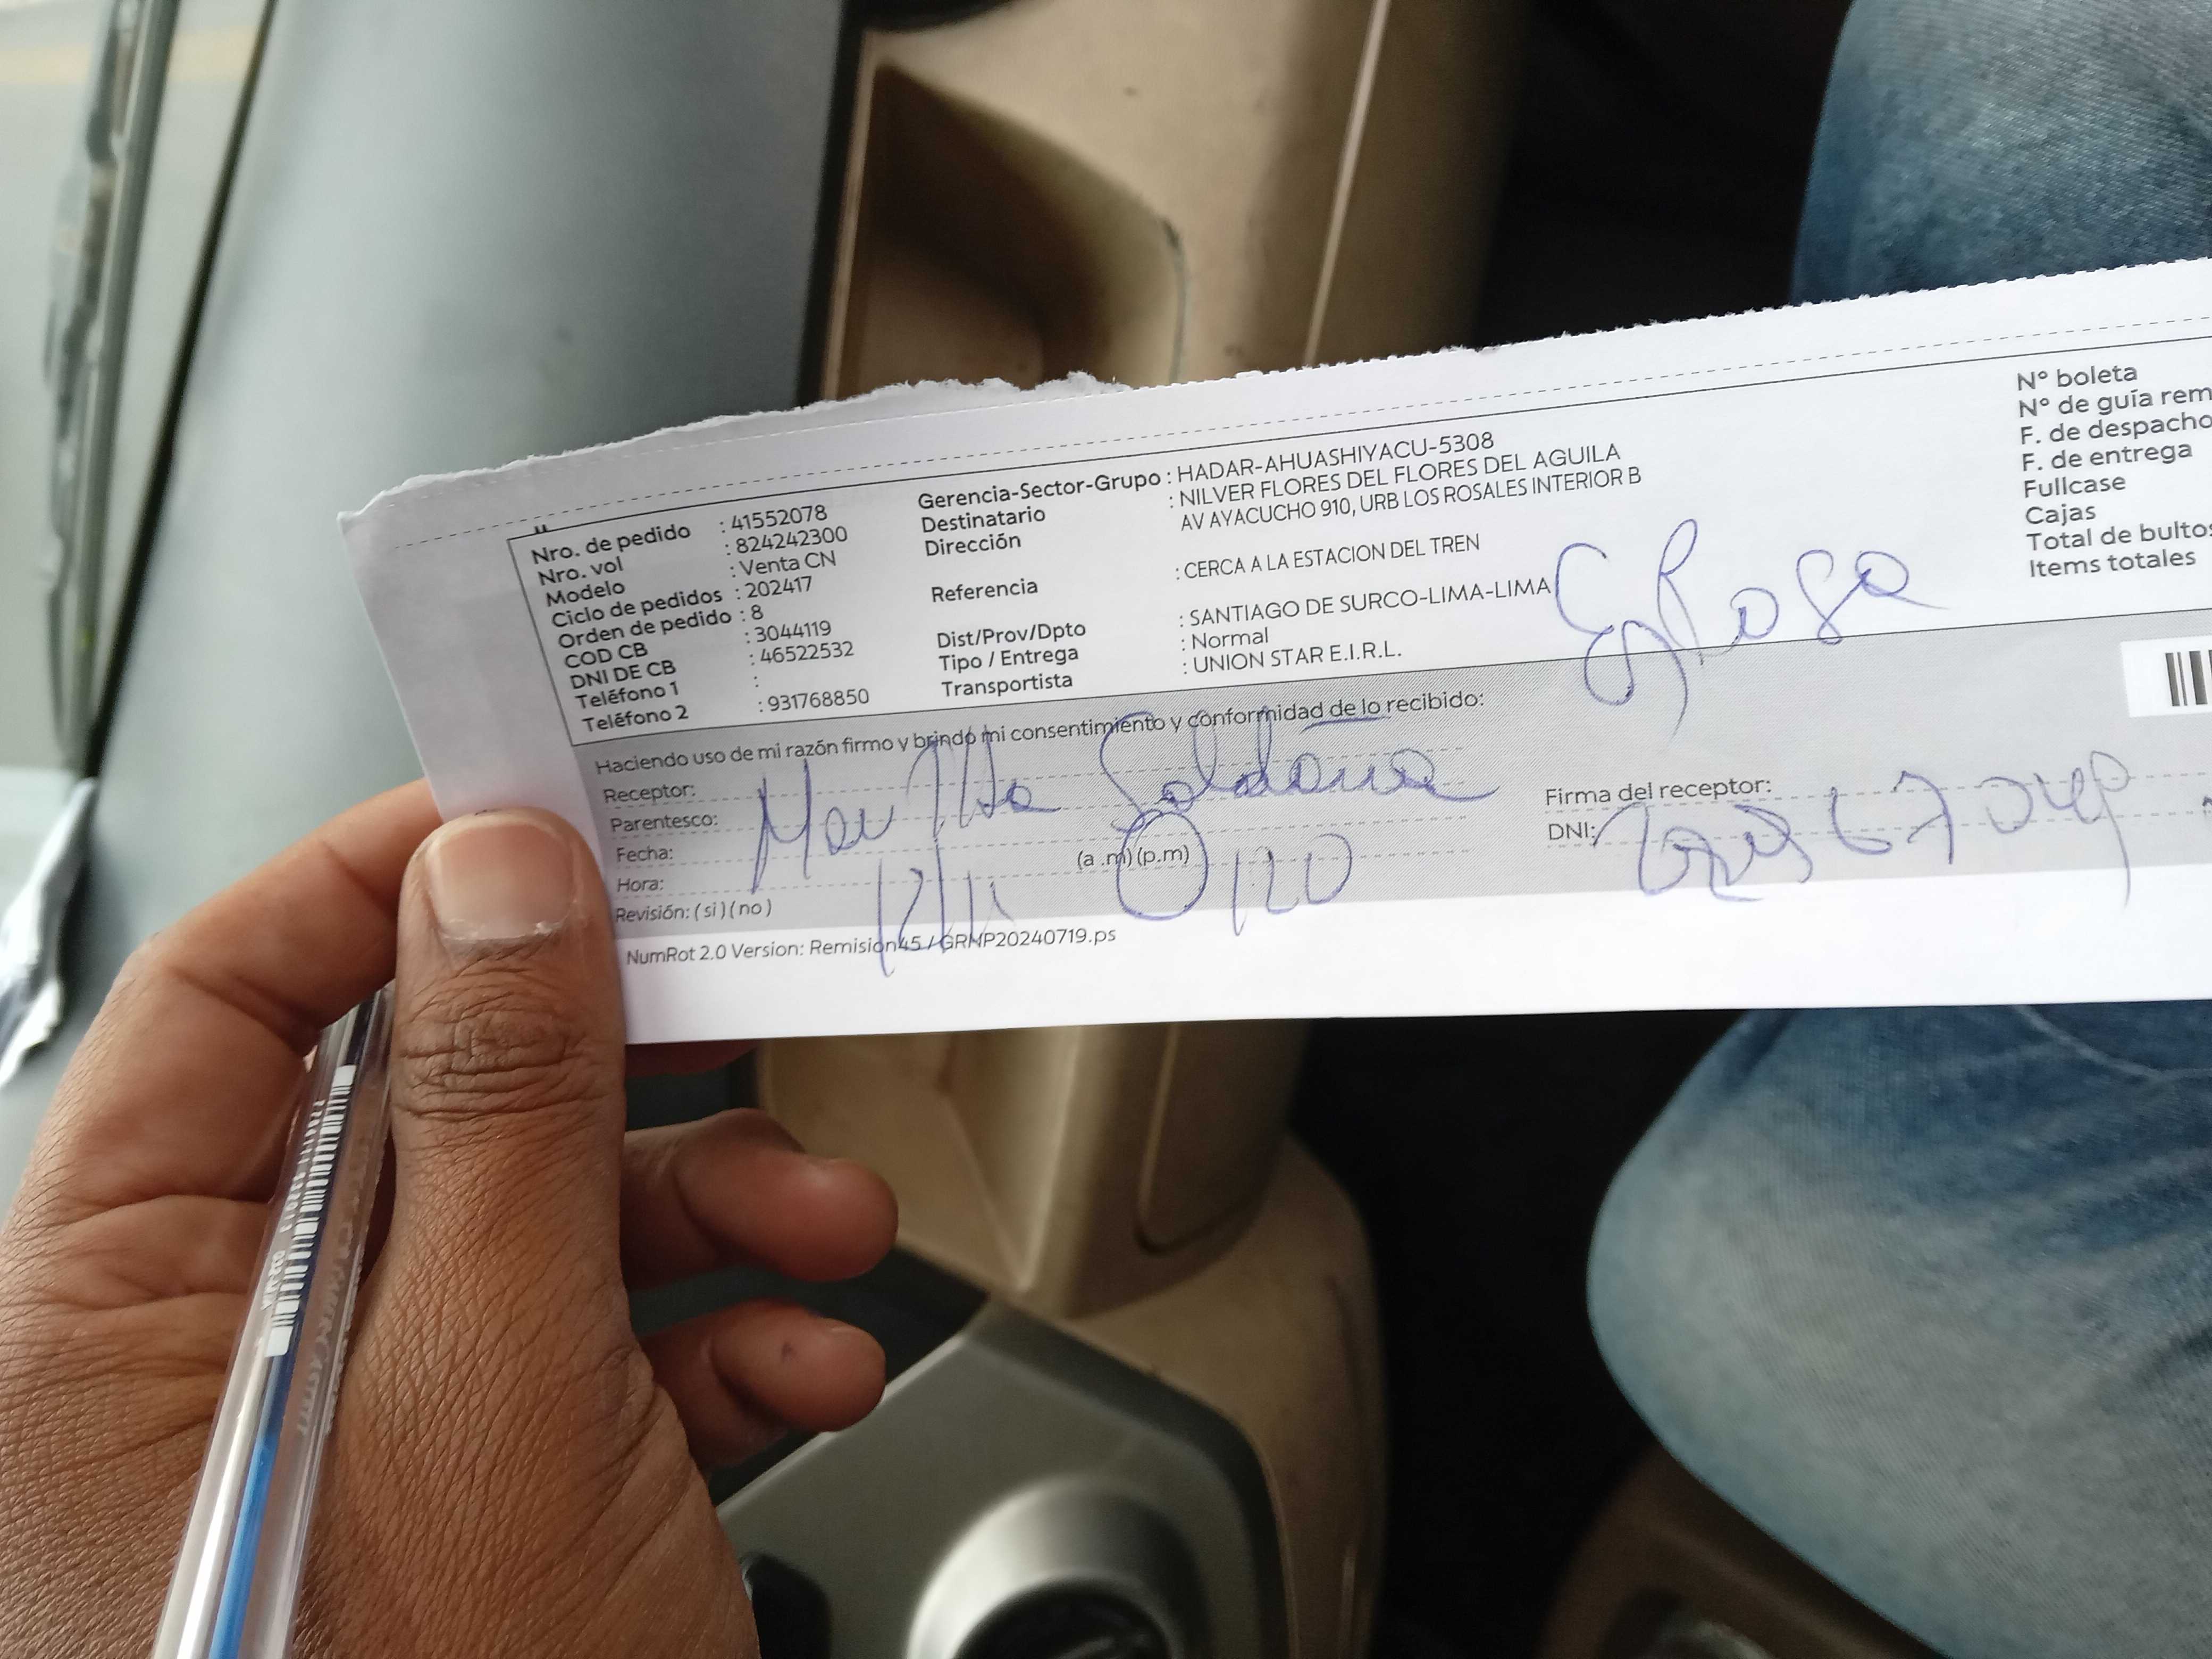 Nro. de pedido : 41552078
Nro. vol : 824242300
Modelo : Venta CN
Ciclo de pedidos : 202417
Orden de pedido : 8
COD CB : 3044119
DNI DE CB : 46522532
Teléfono 1 :
Teléfono 2 : 931768850
Gerencia-Sector-Grupo : HADAR-AHUASHIYACU-5308
Destinatario : NILVER FLORES DEL FLORES DEL AGUILA
Dirección AV AYACUCHO 910, URB LOS ROSALES INTERIOR B
Referencia : CERCA A LA ESTACION DEL TREN
Dist/Prov/Dpto : SANTIAGO DE SURCO-LIMA-LIMA
Tipo / Entrega : Normal
Transportista : UNION STAR E.I.R.L.
Esposa
N° boleta
N° de guía rem
F. de despacho
F. de entrega
Fullcase
Cajas
Total de bultos
Items totales
Haciendo uso de mi razón firmo y brindo mi consentimiento y conformidad de lo recibido:
Receptor:
Parentesco: Saldaña
Fecha:
Hora: (a .m) (p.m)
Revisión: ( si ) ( no )
Firma del receptor:
DNI:
NumRot 2.0 Version: Remision45 / GRMP20240719.ps